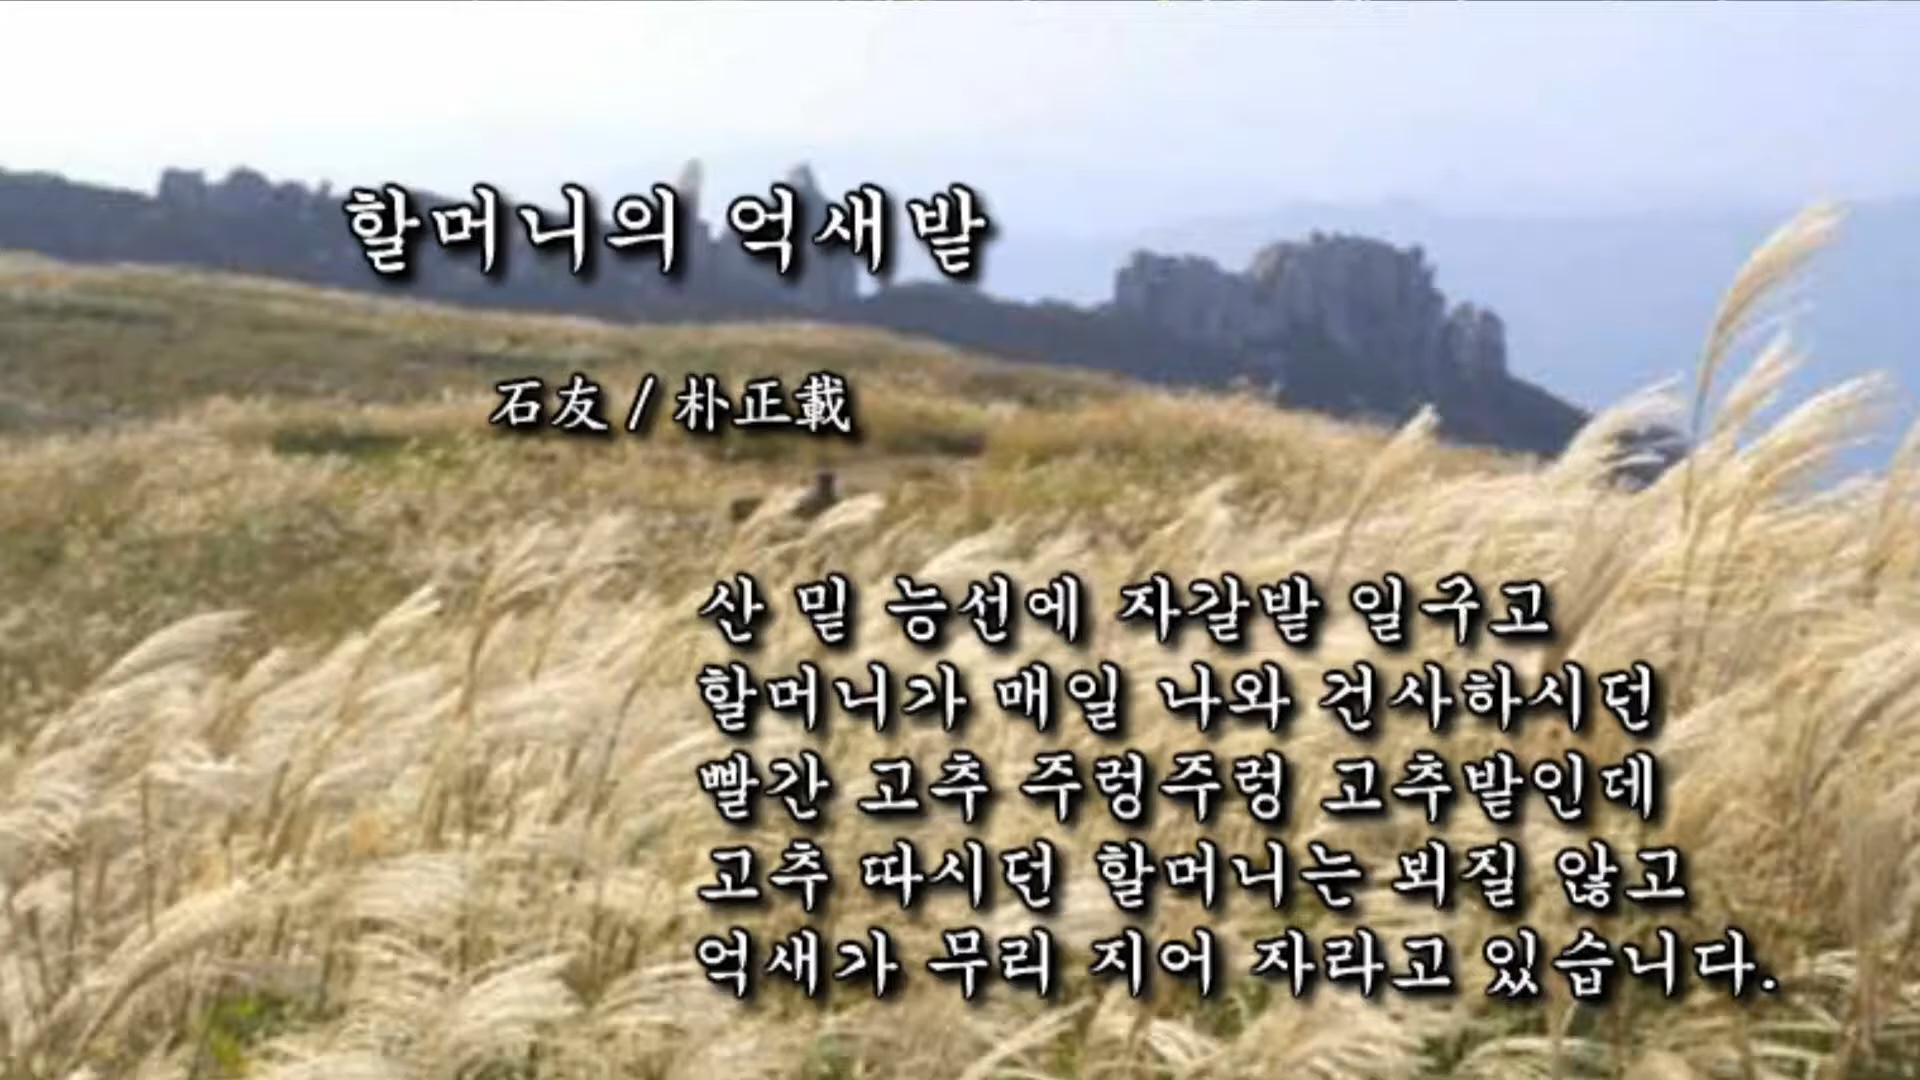 할머니의 억새밭
石友 / 朴正載
산 밑 능선에 자갈밭 일구고
할머니가 매일 나와 건사하시던
빨간 고추 주렁주렁 고추밭인데
고추 따시던 할머니는 뵈질 않고
억새가 무리 지어 자라고 있습니다.